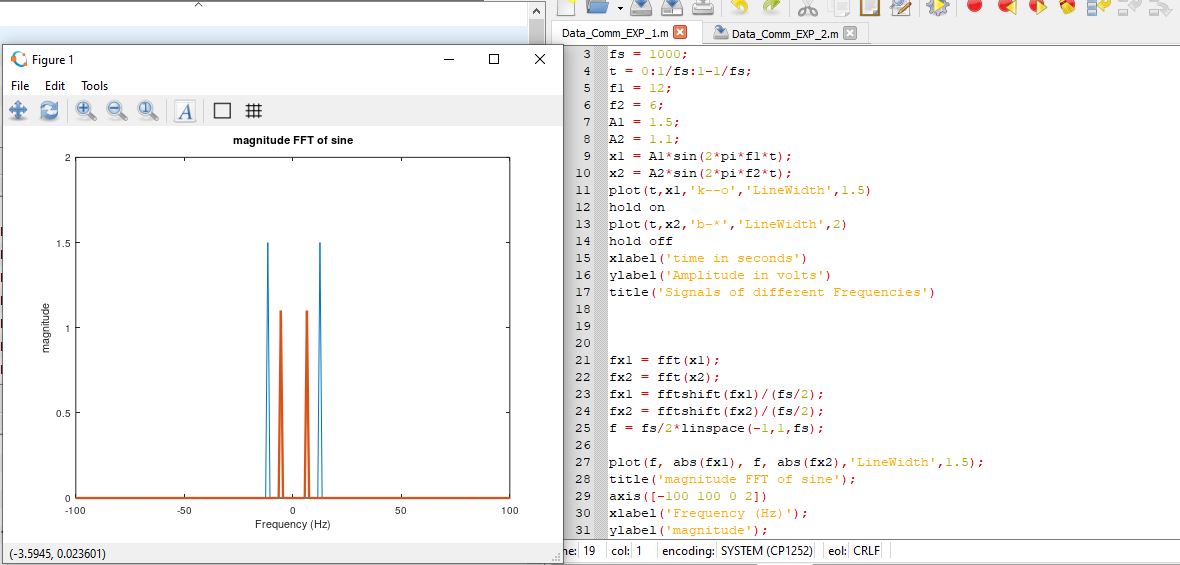 Figure 1
File Edit Tools
A
magnitude FFT of sine
2
1.5
1
0.5
0
magnitude
-100 -50 0 50 100
Frequency (Hz)
(-3.5945, 0.023601)
Data_Comm_EXP_1.m Data_Comm_EXP_2.m
3 fs = 1000;
4 t = 0:1/fs:1-1/fs;
5 f1 = 12;
6 f2 = 6;
7 A1 = 1.5;
8 A2 = 1.1;
9 x1 = A1*sin(2*pi*f1*t);
10 x2 = A2*sin(2*pi*f2*t);
11 plot(t,x1,'k--o','LineWidth',1.5)
12 hold on
13 plot(t,x2,'b-*','LineWidth',2)
14 hold off
15 xlabel('time in seconds')
16 ylabel('Amplitude in volts')
17 title('Signals of different Frequencies')
18
19
20
21 fx1 = fft(x1);
22 fx2 = fft(x2);
23 fx1 = fftshift(fx1)/(fs/2);
24 fx2 = fftshift(fx2)/(fs/2);
25 f = fs/2*linspace(-1,1,fs);
26
27 plot(f, abs(fx1), f, abs(fx2),'LineWidth',1.5);
28 title('magnitude FFT of sine');
29 axis([-100 100 0 2])
30 xlabel('Frequency (Hz)');
31 ylabel('magnitude');
ne: 19 col: 1 encoding: SYSTEM (CP1252) eol: CRLF